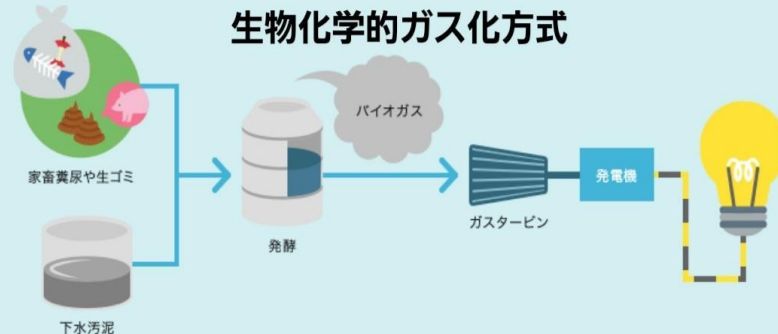 生物化学的ガス化方式
バイオガス
家畜糞尿や生ゴミ
発酵
ガスタービン
発電機
下水汚泥